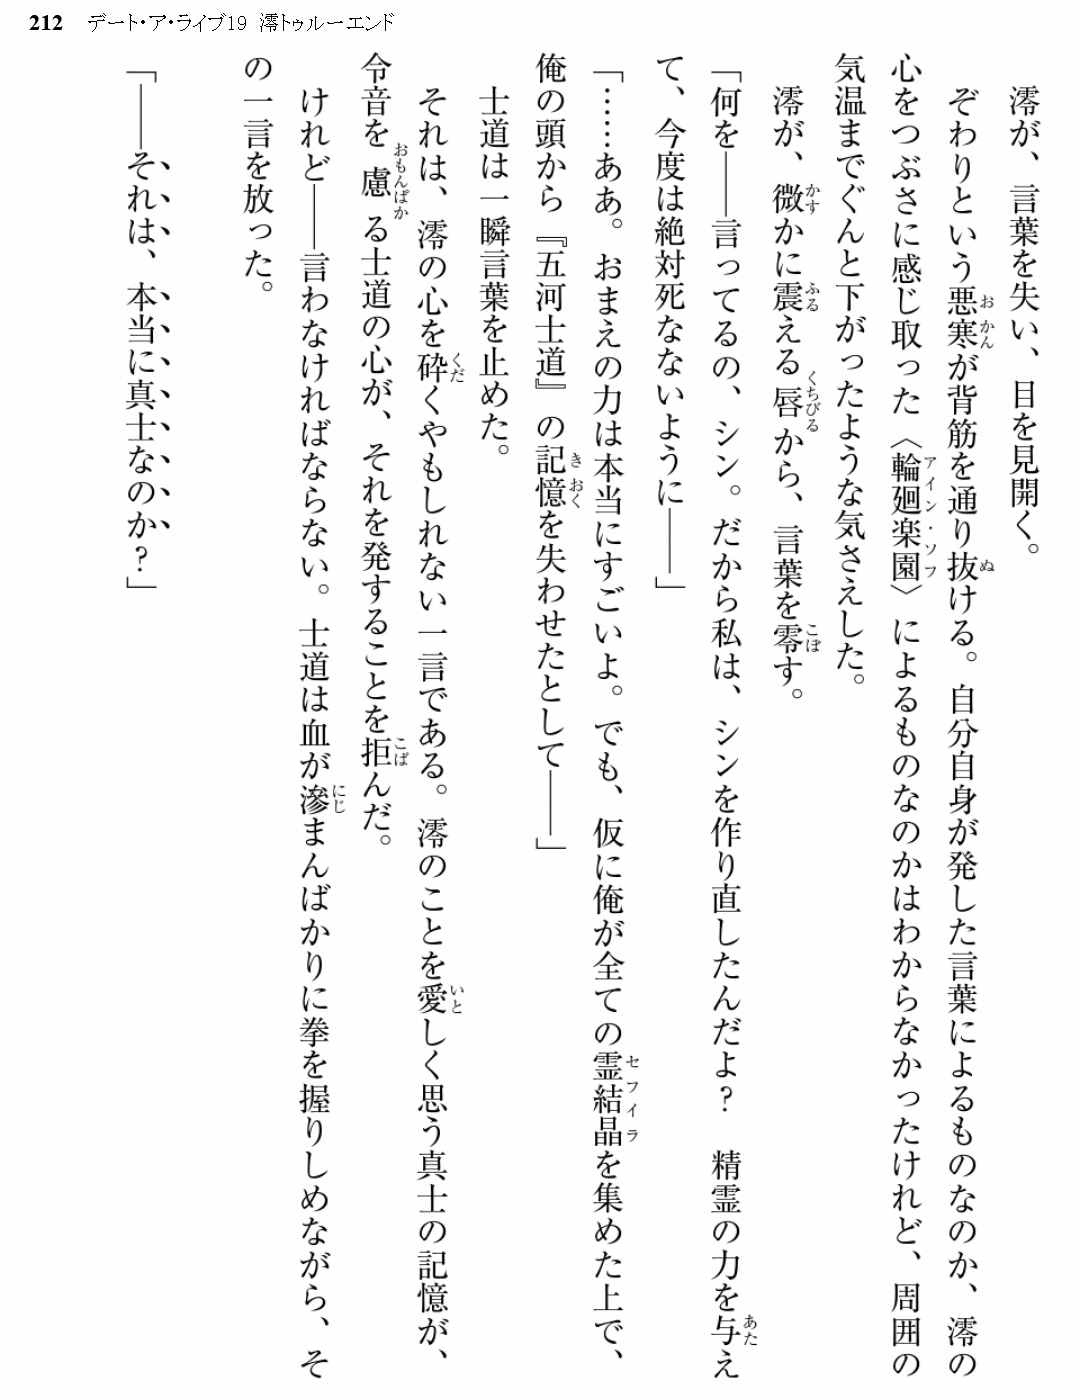 212 デート・ア・ライブ19 澪トゥルーエンド
　澪が、言葉を失い、目を見開く。
　ぞわりという悪寒が背筋を通り抜ける。自分自身が発した言葉によるものなのか、澪の
心をつぶさに感じ取った〈輪廻楽園〉によるものなのかはわからなかったけれど、周囲の
気温までぐんと下がったような気さえした。
　澪が、微かに震える唇から、言葉を零す。
「何を――言ってるの、シン。だから私は、シンを作り直したんだよ？　精霊の力を与え
て、今度は絶対死なないように――」
「……ああ。おまえの力は本当にすごいよ。でも、仮に俺が全ての霊結晶を集めた上で、
俺の頭から『五河士道』の記憶を失わせたとして――」
　士道は一瞬言葉を止めた。
　それは、澪の心を砕くやもしれない一言である。澪のことを愛しく思う真士の記憶が、
令音を慮る士道の心が、それを発することを拒んだ。
　けれど――言わなければならない。士道は血が滲まんばかりに拳を握りしめながら、そ
の一言を放った。
「――それは、本当に真士なのか？」